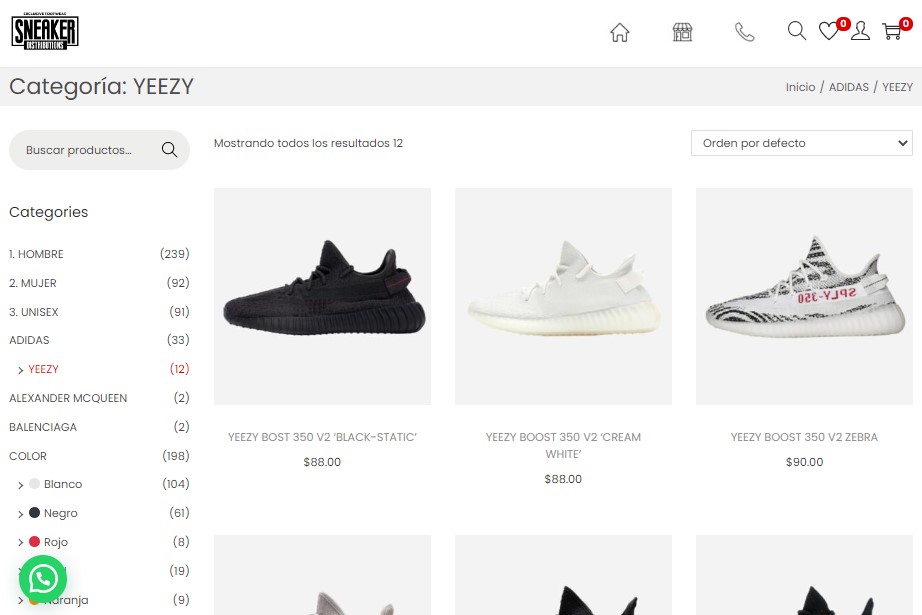 EXCLUSIVE FOOTWEAR
SNEAKER
DISTRIBUTIONS
0
0
Categoría: YEEZY
Inicio / ADIDAS / YEEZY
Buscar productos...
Mostrando todos los resultados 12
Orden por defecto
Categories
1. HOMBRE (239)
2. MUJER (92)
3. UNISEX (91)
ADIDAS (33)
YEEZY (12)
ALEXANDER MCQUEEN (2)
BALENCIAGA (2)
COLOR (198)
Blanco (104)
Negro (61)
Rojo (8)
(19)
Naranja (9)
SPLY-350
YEEZY BOST 350 V2 ‘BLACK-STATIC’
$88.00
YEEZY BOOST 350 V2 ‘CREAM
WHITE’
$88.00
YEEZY BOOST 350 V2 ZEBRA
$90.00